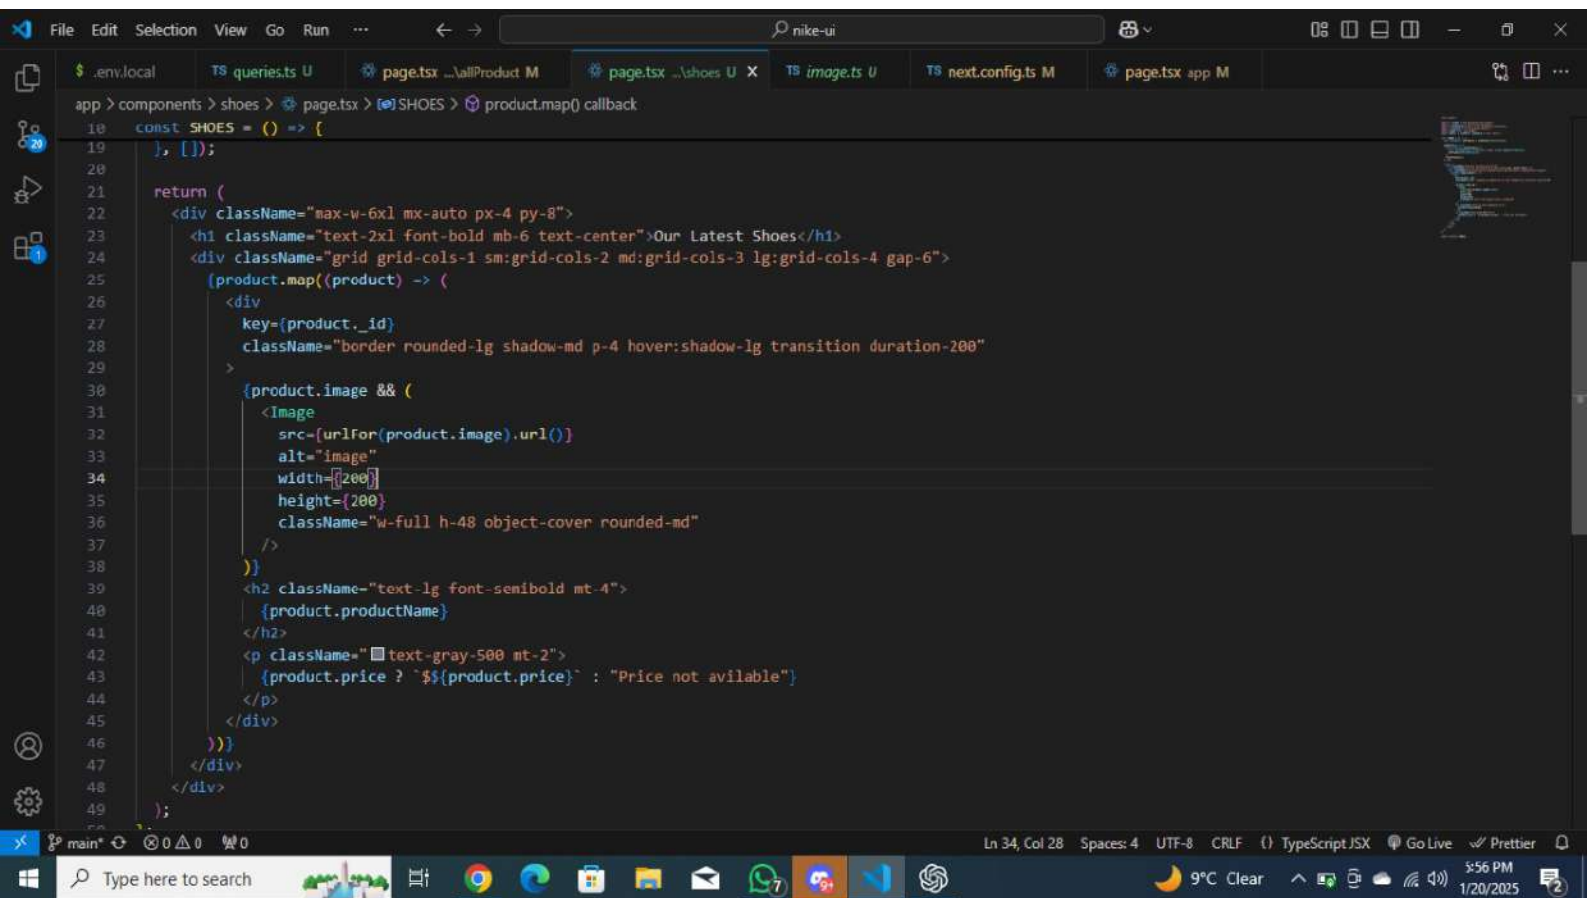 File Edit Selection View Go Run ··· nike-ui
$ .env.local TS queries.ts U page.tsx ...\allProduct M page.tsx ...\shoes U X TS image.ts U TS next.config.ts M page.tsx app M ···
app > components > shoes > page.tsx > SHOES > product.map() callback
10 const SHOES = () => {
19 }, []);
20
21 return (
22 <div className="max-w-6xl mx-auto px-4 py-8">
23 <h1 className="text-2xl font-bold mb-6 text-center">Our Latest Shoes</h1>
24 <div className="grid grid-cols-1 sm:grid-cols-2 md:grid-cols-3 lg:grid-cols-4 gap-6">
25 {product.map((product) => (
26 <div
27 key={product._id}
28 className="border rounded-lg shadow-md p-4 hover:shadow-lg transition duration-200"
29 >
30 {product.image && (
31 <Image
32 src={urlFor(product.image).url()}
33 alt="image"
34 width={200}
35 height={200}
36 className="w-full h-48 object-cover rounded-md"
37 />
38 )}
39 <h2 className="text-lg font-semibold mt-4">
40 {product.productName}
41 </h2>
42 <p className="text-gray-500 mt-2">
43 {product.price ? `$${product.price}` : "Price not avilable"}
44 </p>
45 </div>
46 ))}
47 </div>
48 </div>
49 );
20
1
main* 0 0 0 Ln 34, Col 28 Spaces: 4 UTF-8 CRLF {} TypeScript JSX Go Live Prettier
Type here to search 7 9+ 9°C Clear 5:56 PM
1/20/2025 2